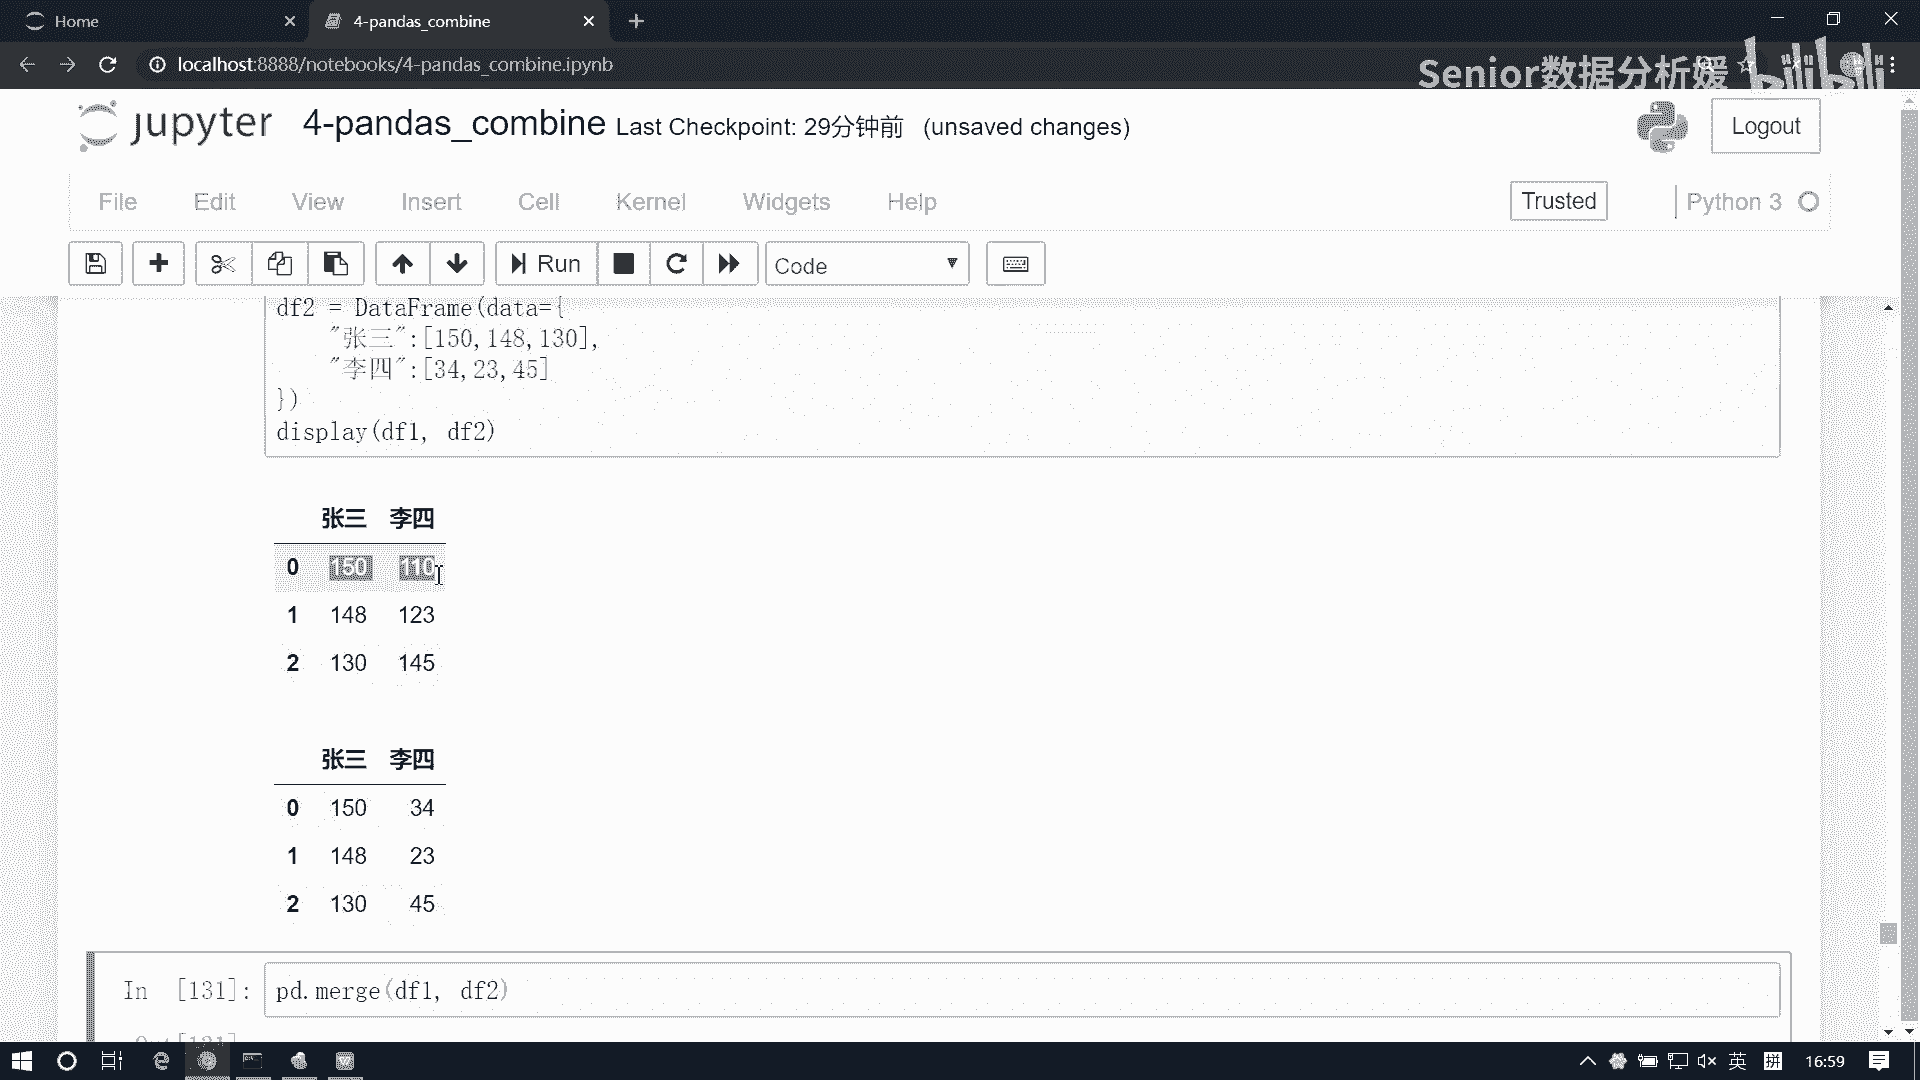 Home
4-pandas_combine
localhost:8888/notebooks/4-pandas_combine.ipynb
Senior数据分析媛
bilibili
jupyter 4-pandas_combine Last Checkpoint: 29分钟前 (unsaved changes)
Logout
File Edit View Insert Cell Kernel Widgets Help
Trusted
Python 3
Run
Code
df2 = DataFrame(data={
"张三":[150,148,130],
"李四":[34,23,45]
})
display(df1, df2)
张三 李四
0 150 110
1 148 123
2 130 145
张三 李四
0 150 34
1 148 23
2 130 45
In [131]: pd.merge(df1, df2)
Out[131]
英 拼 16:59